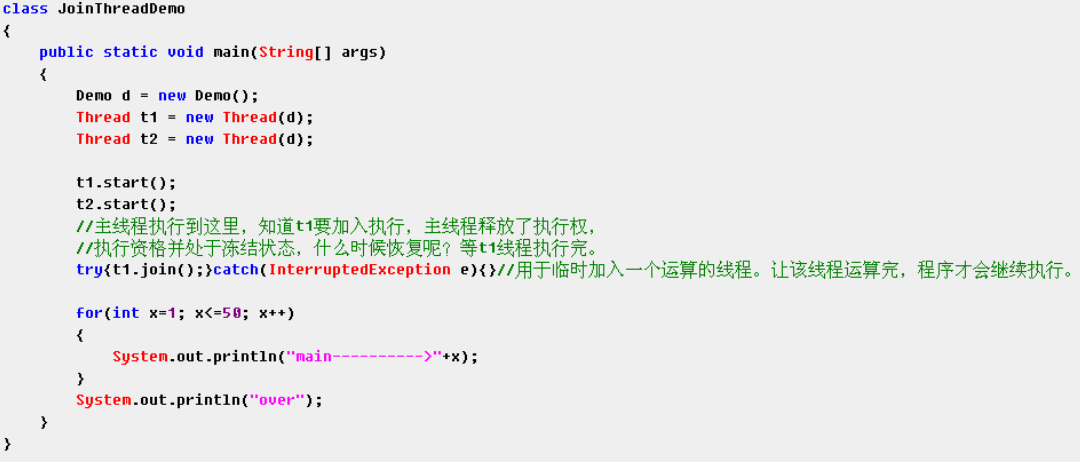 class JoinThreadDemo
{
    public static void main(String[] args)
    {
        Demo d = new Demo();
        Thread t1 = new Thread(d);
        Thread t2 = new Thread(d);

        t1.start();
        t2.start();
        //主线程执行到这里，知道t1要加入执行，主线程释放了执行权，
        //执行资格并处于冻结状态，什么时候恢复呢？等t1线程执行完。
        try{t1.join();}catch(InterruptedException e){}//用于临时加入一个运算的线程。让该线程运算完，程序才会继续执行。

        for(int x=1; x<=50; x++)
        {
            System.out.println("main---------->"+x);
        }
        System.out.println("over");
    }
}